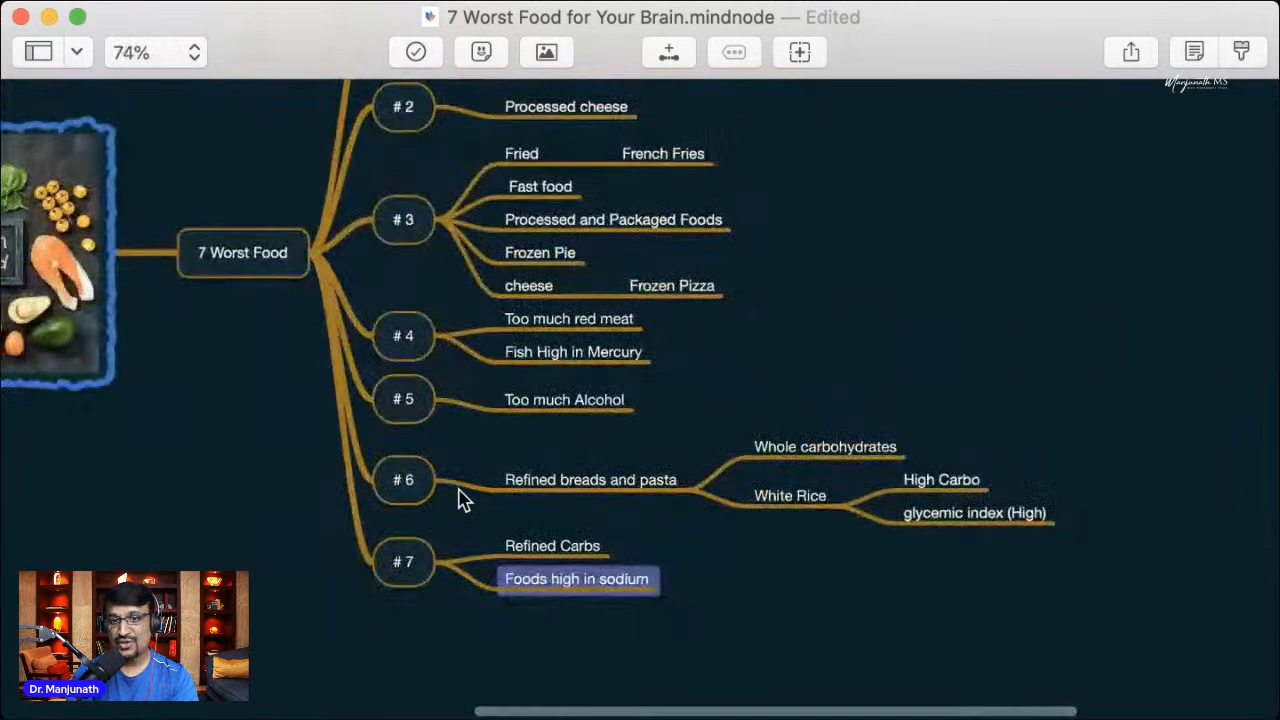 7 Worst Food for Your Brain.mindnode — Edited
74%
Manjunath MS
# 2
Processed cheese
Fried
French Fries
Fast food
# 3
Processed and Packaged Foods
7 Worst Food
Frozen Pie
cheese
Frozen Pizza
Too much red meat
# 4
Fish High in Mercury
# 5
Too much Alcohol
Whole carbohydrates
# 6
Refined breads and pasta
High Carbo
White Rice
glycemic index (High)
Refined Carbs
# 7
Foods high in sodium
Dr. Manjunath